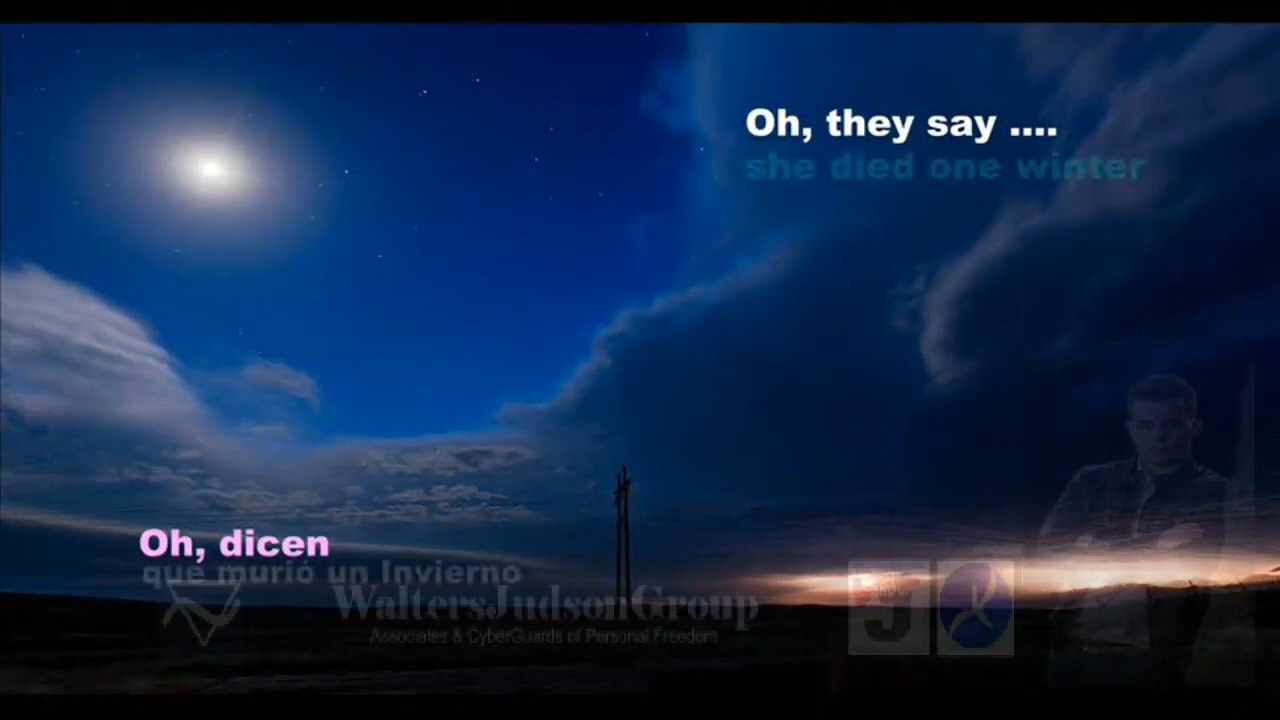 Oh, they say ....
she died one winter
Oh, dicen
que murió un Invierno
WaltersJudsonGroup
Associates & CyberGuards of Personal Freedom
J